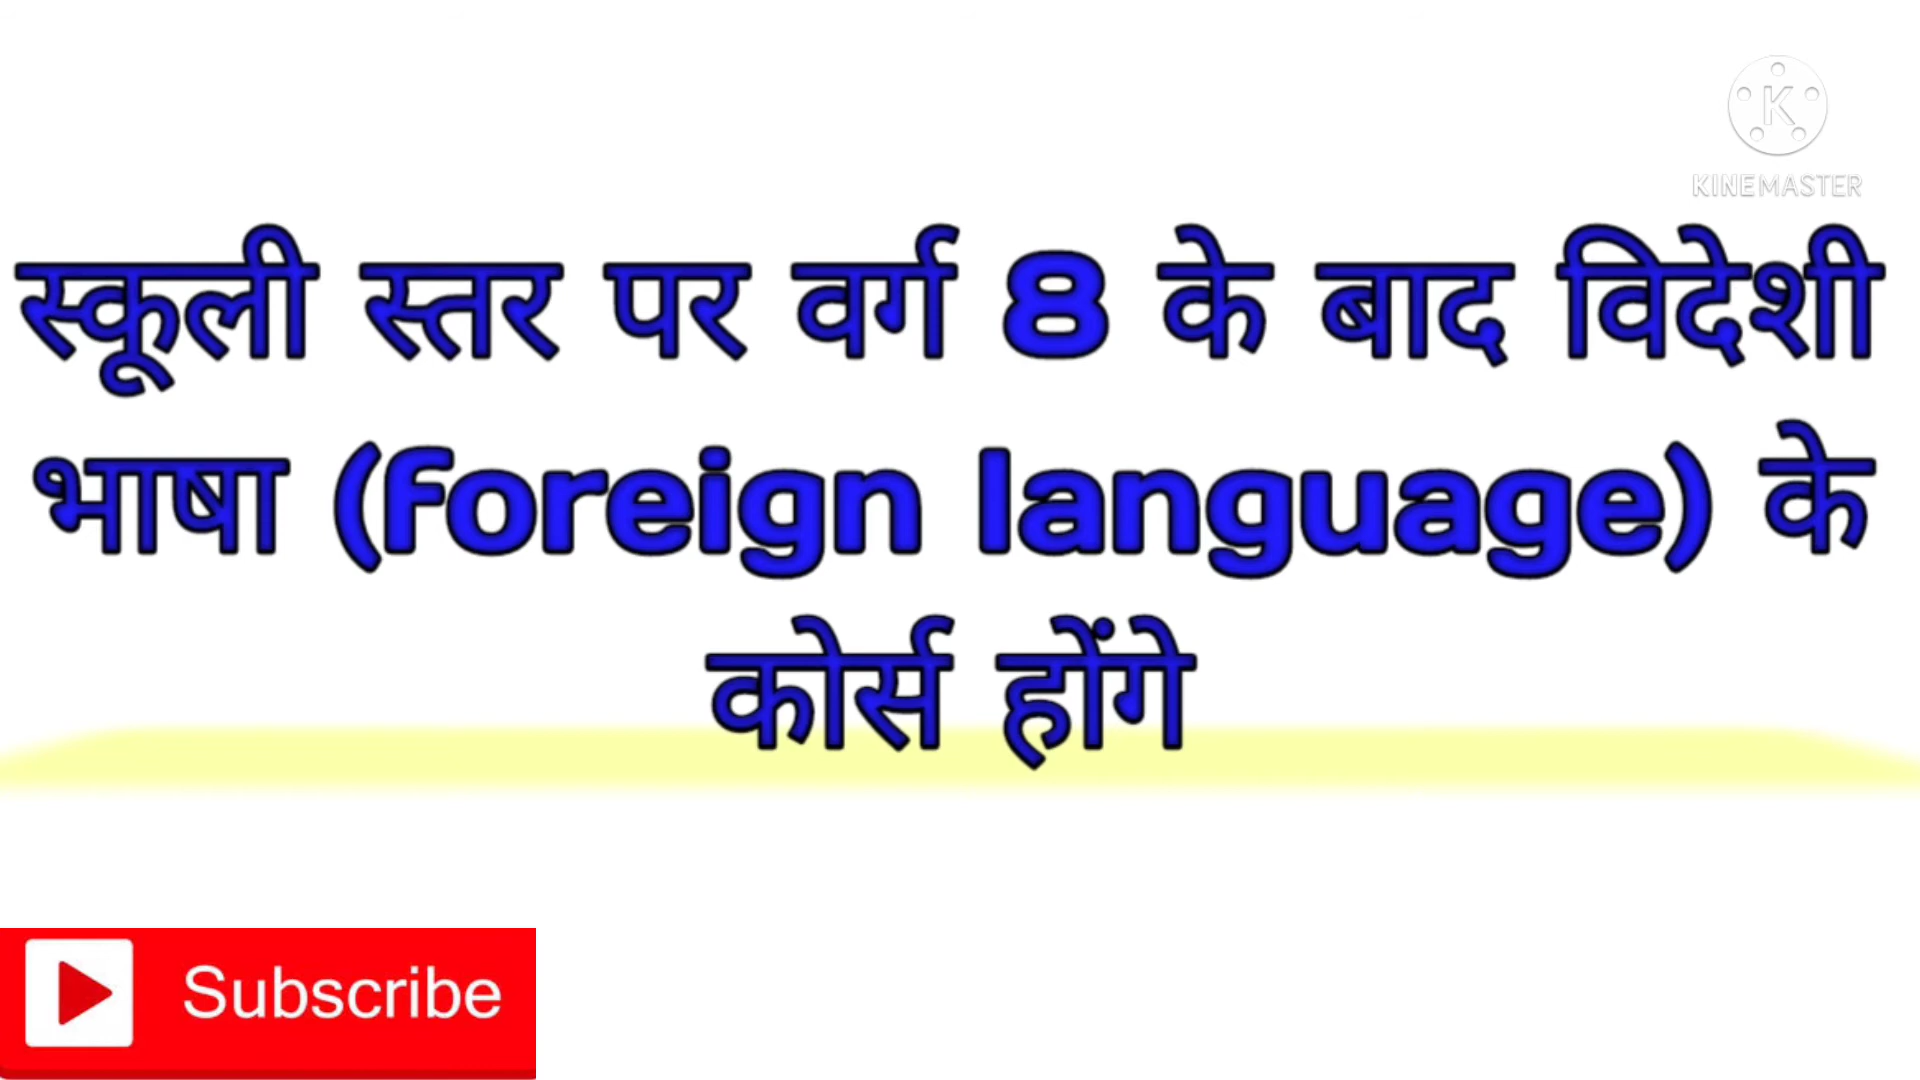 KINEMASTER
स्कूली स्तर पर वर्ग 8 के बाद विदेशी
भाषा (foreign language) के
कोर्स होंगे
Subscribe